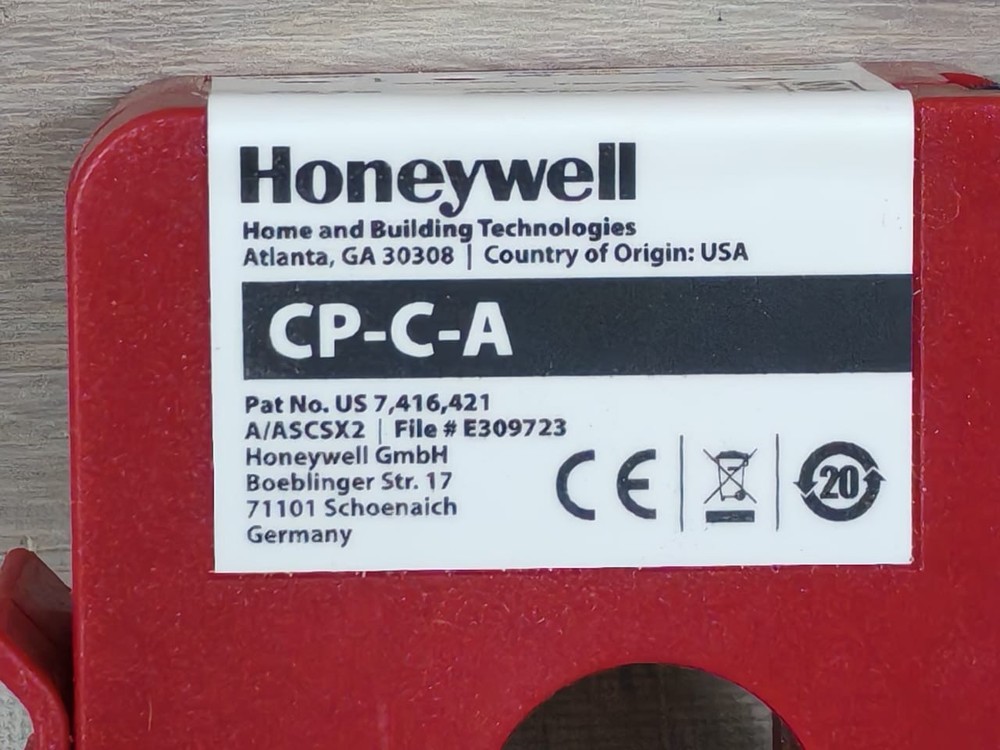 Honeywell
Home and Building Technologies
Atlanta, GA 30308 | Country of Origin: USA
CP-C-A
Pat No. US 7,416,421
A/ASCSX2 | File # E309723
Honeywell GmbH
Boeblinger Str. 17
71101 Schoenaich
Germany
CE
20